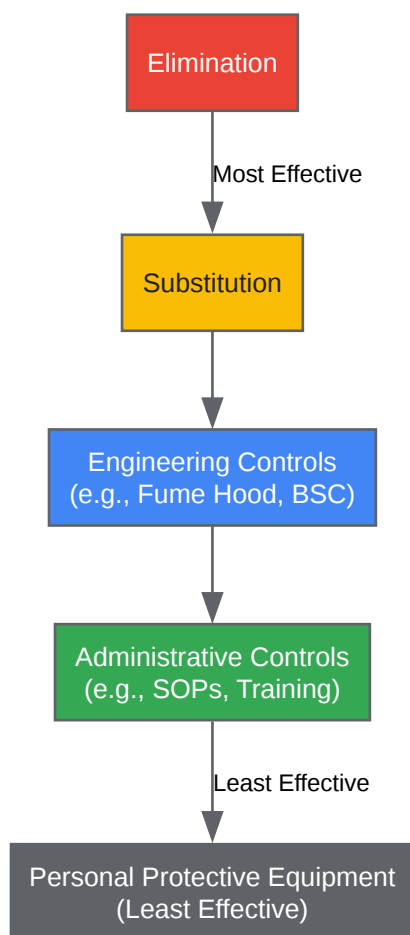 Elimination
Most Effective
Substitution
Engineering Controls
(e.g., Fume Hood, BSC)
Administrative Controls
(e.g., SOPs, Training)
Least Effective
Personal Protective Equipment
(Least Effective)